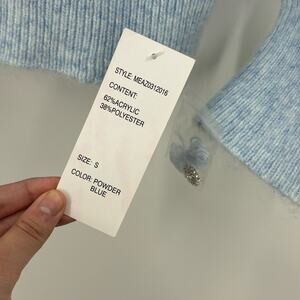 STYLE: MEAZ0312016
CONTENT:
62%ACRYLIC
38%POLYESTER
SIZE: S
COLOR: POWDER
BLUE